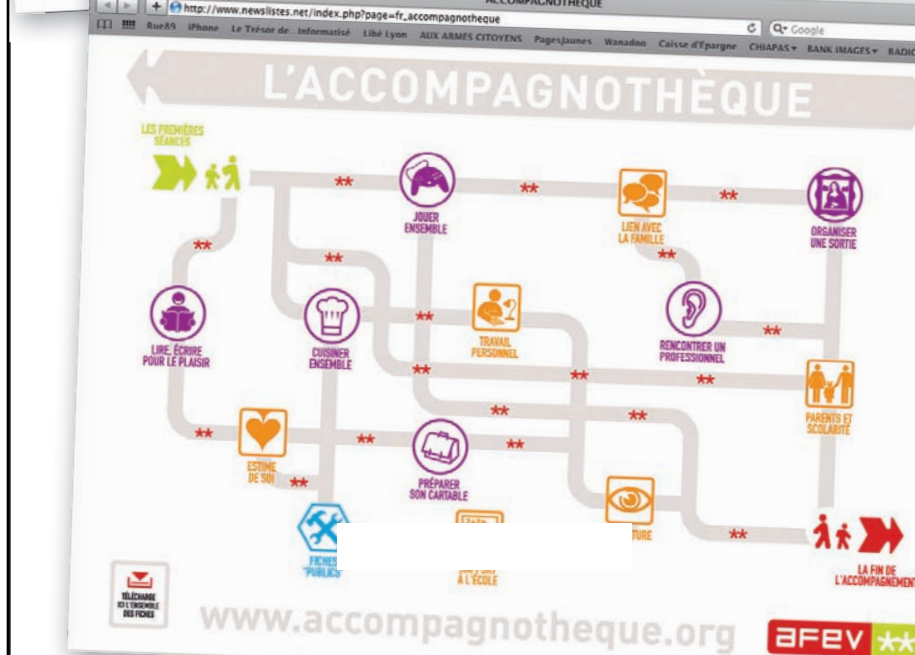 ACCOMPAGNOTHEQUE
http://www.newslistes.net/index.php?page=fr_accompagnotheque
Google
Rue89 iPhone Le Trésor de Informatisé Libé Lyon AUX ARMES CITOYENS PagesJaunes Wanadoo Caisse d'Epargne CHIAPAS BANK IMAGES RADIO
L'ACCOMPAGNOTHÈQUE
LES PREMIÈRES
SÉANCES
JOUER
ENSEMBLE
LIEN AVEC
LA FAMILLE
ORGANISER
UNE SORTIE
LIRE, ÉCRIRE
POUR LE PLAISIR
CUISINER
ENSEMBLE
TRAVAIL
PERSONNEL
RENCONTRER UN
PROFESSIONNEL
PARENTS ET
SCOLARITÉ
ESTIME
DE SOI
PRÉPARER
SON CARTABLE
FICHES
"PUBLICS"
À L'ÉCOLE
LA FIN DE
L'ACCOMPAGNEMENT
TÉLÉCHARGE
ICI L'ENSEMBLE
DES FICHES
www.accompagnotheque.org
afev **